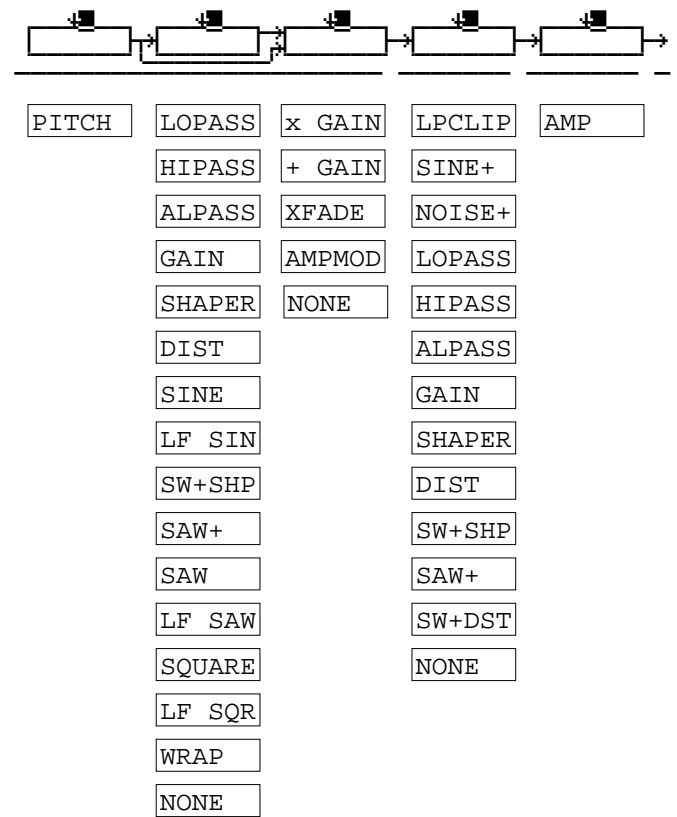 PITCH LOPASS x GAIN LPCLIP AMP
HIPASS + GAIN SINE+
ALPASS XFADE NOISE+
GAIN AMPMOD LOPASS
SHAPER NONE HIPASS
DIST ALPASS
SINE GAIN
LF SIN SHAPER
SW+SHP DIST
SAW+ SW+SHP
SAW SAW+
LF SAW SW+DST
SQUARE NONE
LF SQR
WRAP
NONE